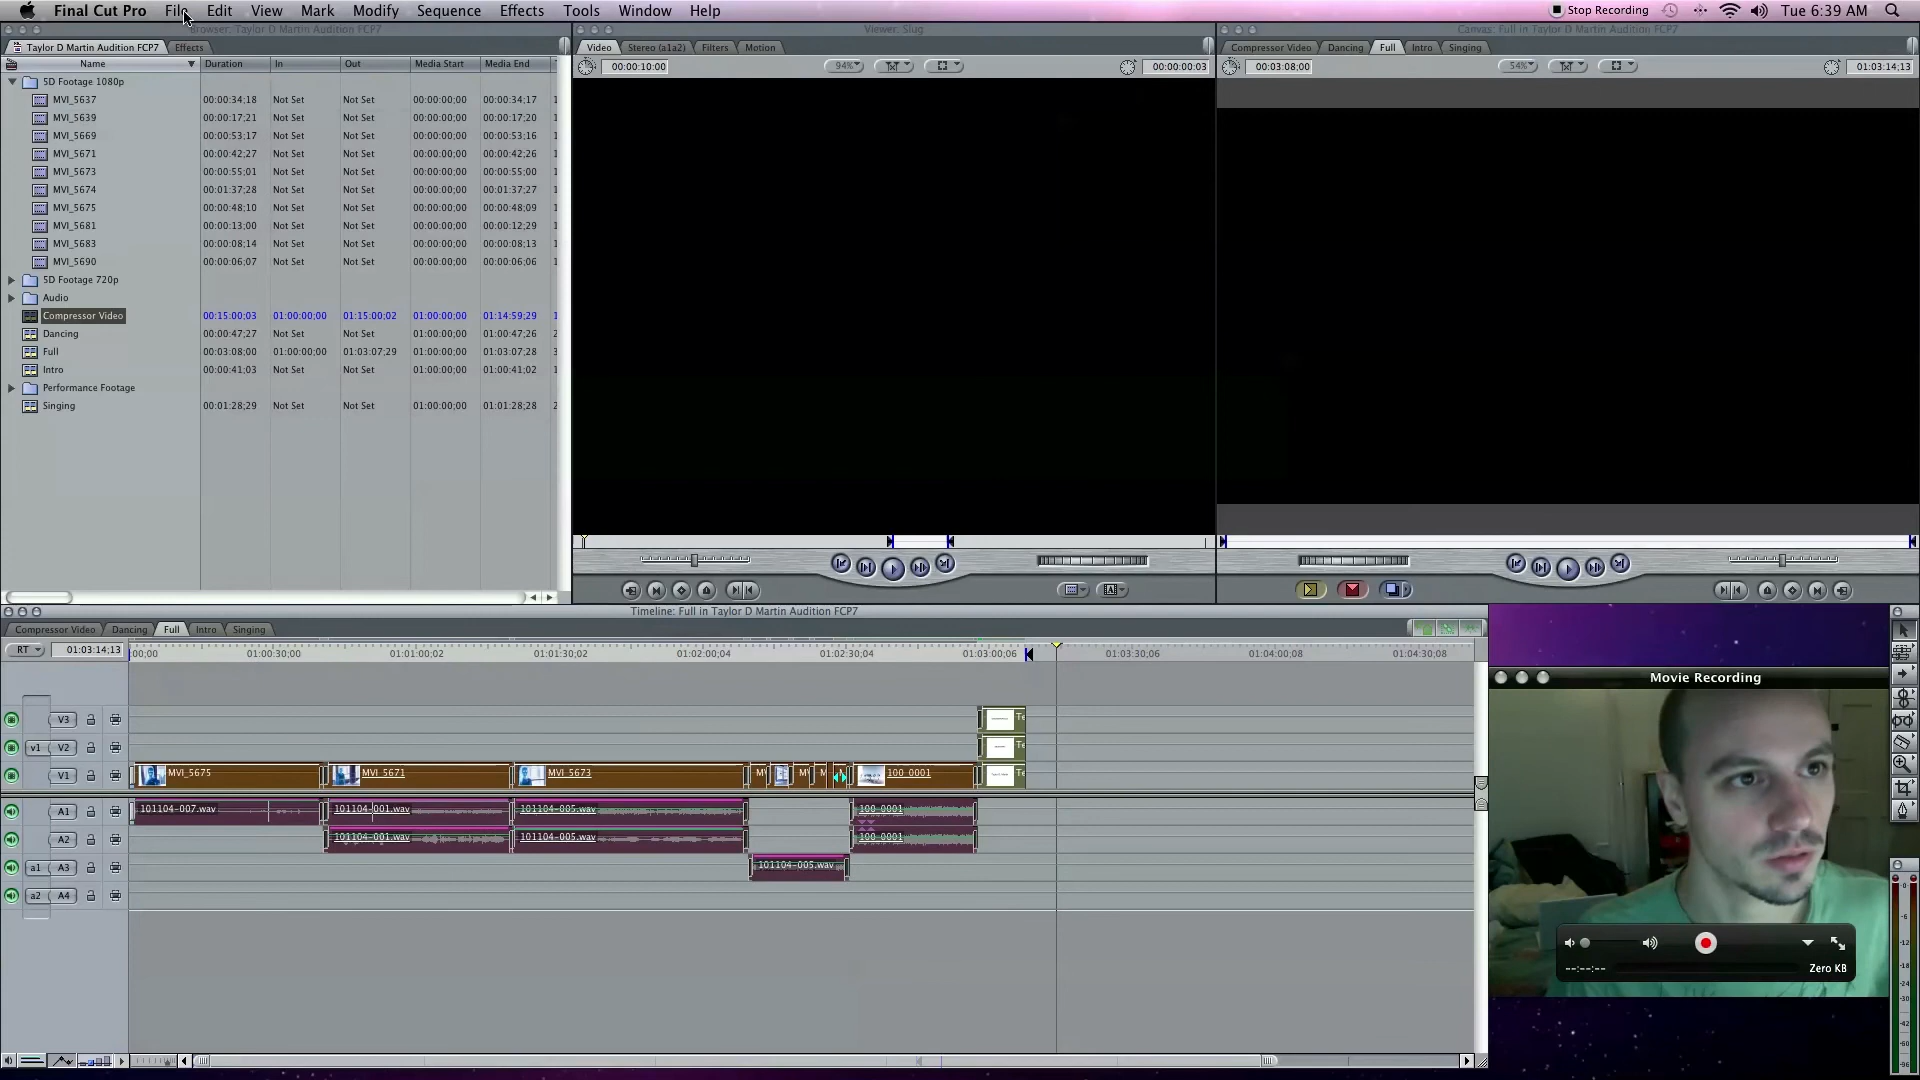 Final Cut Pro File Edit View Mark Modify Sequence Effects Tools Window Help Stop Recording Tue 6:39 AM
Browser: Taylor D Martin Audition FCP7
Viewer: Slug
Canvas: Full in Taylor D Martin Audition FCP7
Taylor D Martin Audition FCP7 Effects
Video Stereo (a1a2) Filters Motion
Compressor Video Dancing Full Intro Singing
Name Duration In Out Media Start Media End
00:00:10:00 94% 00:00:00;03
00:03:08;00 54% 01:03:14;13
5D Footage 1080p
MVI_5637 00:00:34;18 Not Set Not Set 00:00:00;00 00:00:34;17
MVI_5639 00:00:17;21 Not Set Not Set 00:00:00;00 00:00:17;20
MVI_5669 00:00:53;17 Not Set Not Set 00:00:00;00 00:00:53;16
MVI_5671 00:00:42;27 Not Set Not Set 00:00:00;00 00:00:42;26
MVI_5673 00:00:55;01 Not Set Not Set 00:00:00;00 00:00:55;00
MVI_5674 00:01:37;28 Not Set Not Set 00:00:00;00 00:01:37;27
MVI_5675 00:00:48;10 Not Set Not Set 00:00:00;00 00:00:48;09
MVI_5681 00:00:13;00 Not Set Not Set 00:00:00;00 00:00:12;29
MVI_5683 00:00:08;14 Not Set Not Set 00:00:00;00 00:00:08;13
MVI_5690 00:00:06;07 Not Set Not Set 00:00:00;00 00:00:06;06
5D Footage 720p
Audio
Compressor Video 00:15:00;03 01:00:00;00 01:15:00;02 01:00:00;00 01:14:59;29
Dancing 00:00:47;27 Not Set Not Set 01:00:00;00 01:00:47;26
Full 00:03:08;00 01:00:00;00 01:03:07;29 01:00:00;00 01:03:07;28
Intro 00:00:41;03 Not Set Not Set 01:00:00;00 01:00:41;02
Performance Footage
Singing 00:01:28;29 Not Set Not Set 01:00:00;00 01:01:28;28
Timeline: Full in Taylor D Martin Audition FCP7
Compressor Video Dancing Full Intro Singing
RT 01:03:14;13 00;00 01:00:30;00 01:01:00;02 01:01:30;02 01:02:00;04 01:02:30;04 01:03:00;06 01:03:30;06 01:04:00;08 01:04:30;08
Movie Recording
V3
v1 V2
V1 MVI_5675 MVI_5671 MVI_5673 100_0001
A1 101104-007.wav 101104-001.wav 101104-005.wav 100_0001
A2 101104-001.wav 101104-005.wav 100_0001
a1 A3 101104-005.wav
a2 A4
--:--:-- Zero KB